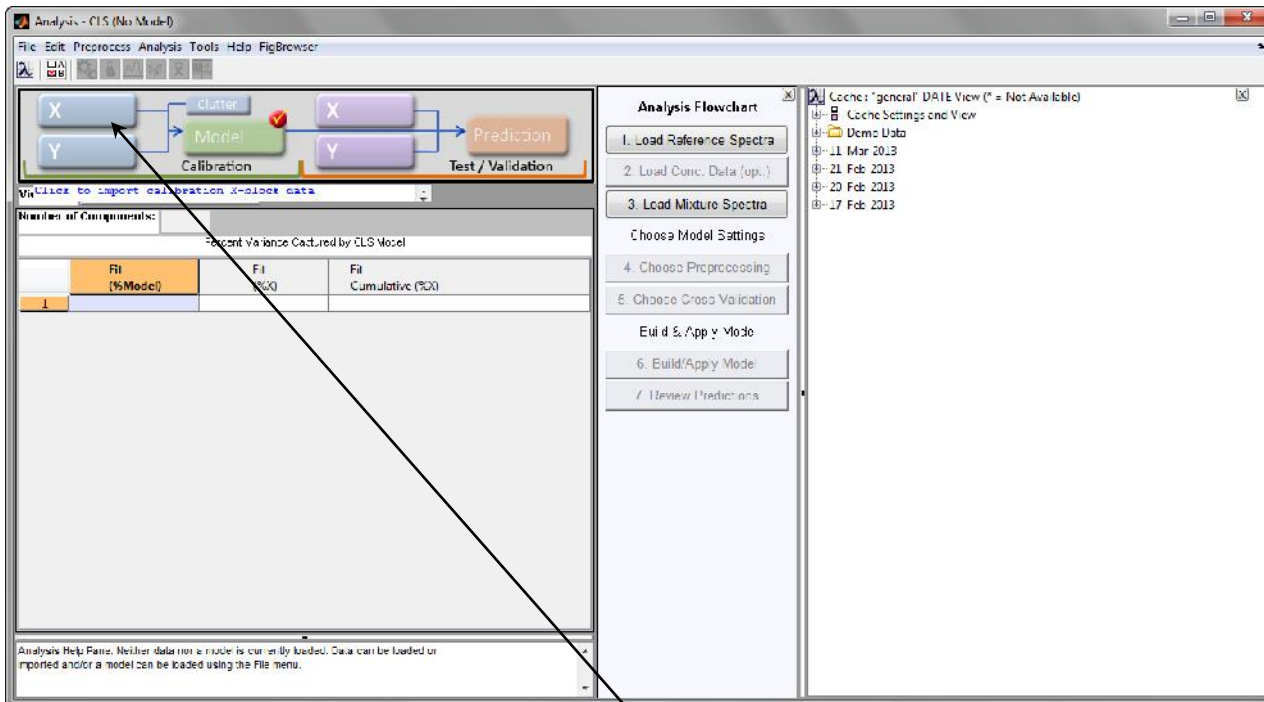 Analysis - CLS (No Model)
File Edit Preprocess Analysis Tools Help FigBrowser
X
Y
Clutter
Model
Calibration
X
Y
Prediction
Test / Validation
Click to import calibration X-block data
Number of Components:
Percent Variance Captured by CLS Model
Fit (%Model)
Fit (%X)
Fit Cumulative (%X)
1
Analysis Help Pane. Neither data nor a model is currently loaded. Data can be loaded or
imported and/or a model can be loaded using the File menu.
Analysis Flowchart
1. Load Reference Spectra
2. Load Conc. Data (opt.)
3. Load Mixture Spectra
Choose Model Settings
4. Choose Preprocessing
5. Choose Cross Validation
Build & Apply Model
6. Build/Apply Model
7. Review Predictions
Cache: "general" DATE View (* = Not Available)
Cache Settings and View
Demo Data
11 Mar 2013
21 Feb 2013
20 Feb 2013
17 Feb 2013